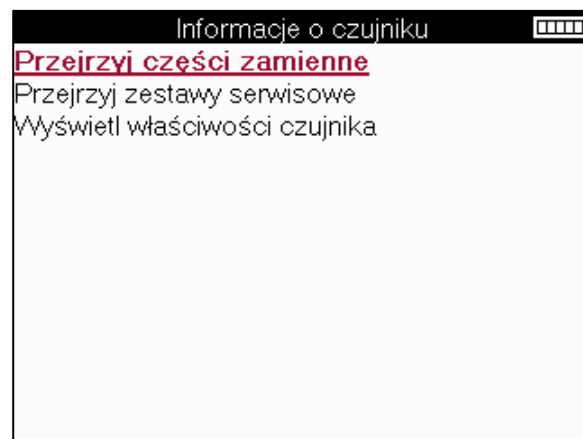 Informacje o czujniku
Przejrzyj części zamienne
Przejrzyj zestawy serwisowe
Wyświetl właściwości czujnika